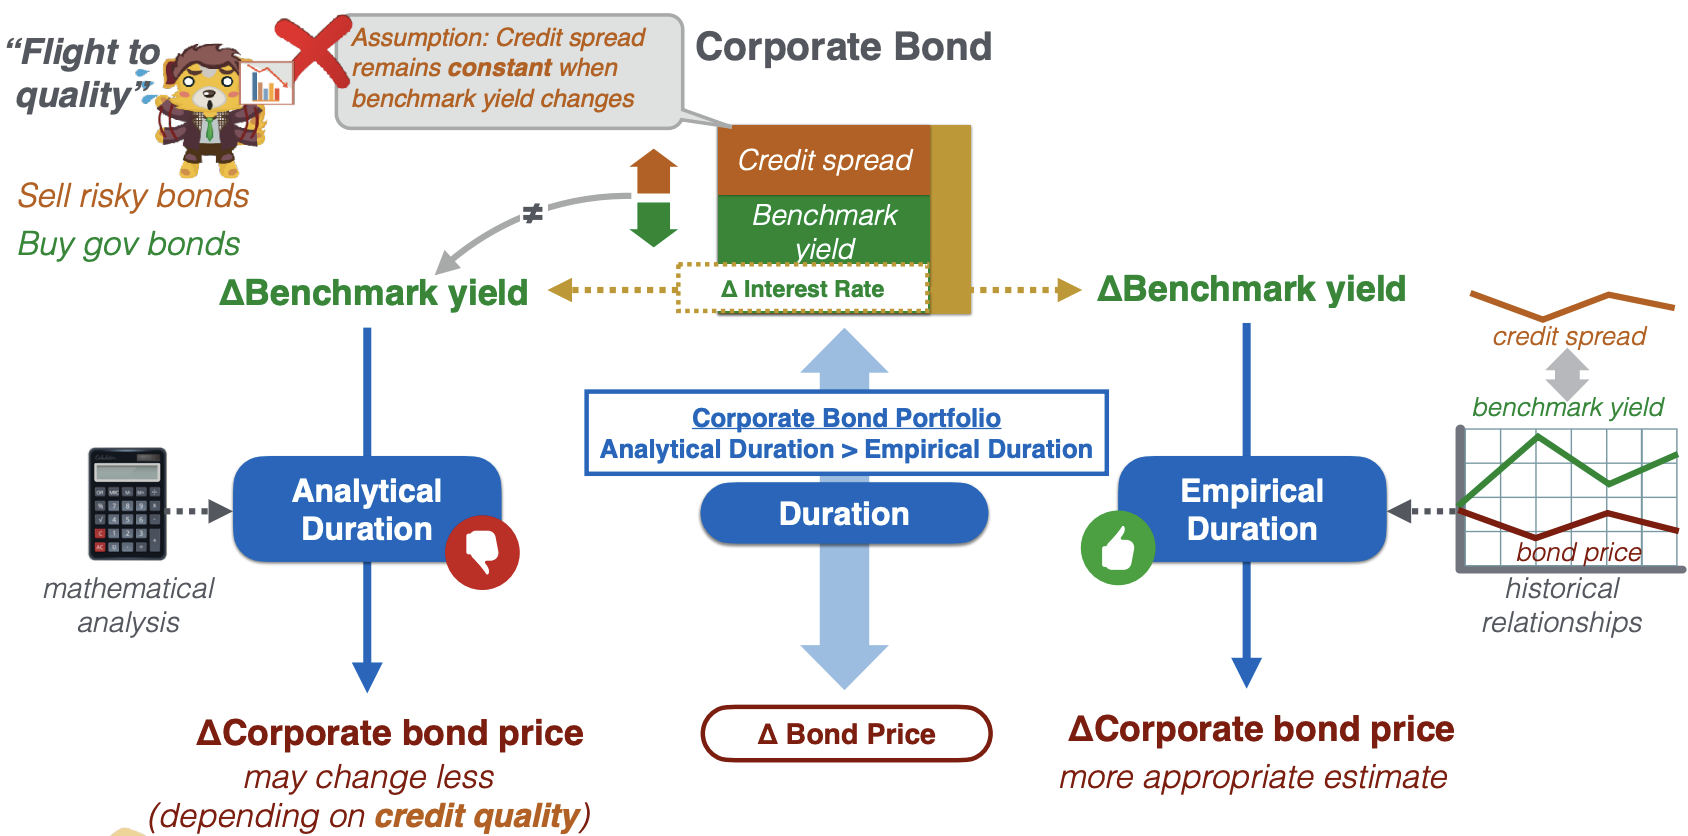 “Flight to
quality”
Assumption: Credit spread
remains constant when
benchmark yield changes
Corporate Bond
Sell risky bonds
Buy gov bonds
Credit spread
Benchmark
yield
≠
ΔBenchmark yield
Δ Interest Rate
ΔBenchmark yield
credit spread
benchmark yield
Corporate Bond Portfolio
Analytical Duration > Empirical Duration
Analytical
Duration
Duration
Empirical
Duration
bond price
mathematical
analysis
historical
relationships
ΔCorporate bond price
may change less
(depending on credit quality)
Δ Bond Price
ΔCorporate bond price
more appropriate estimate